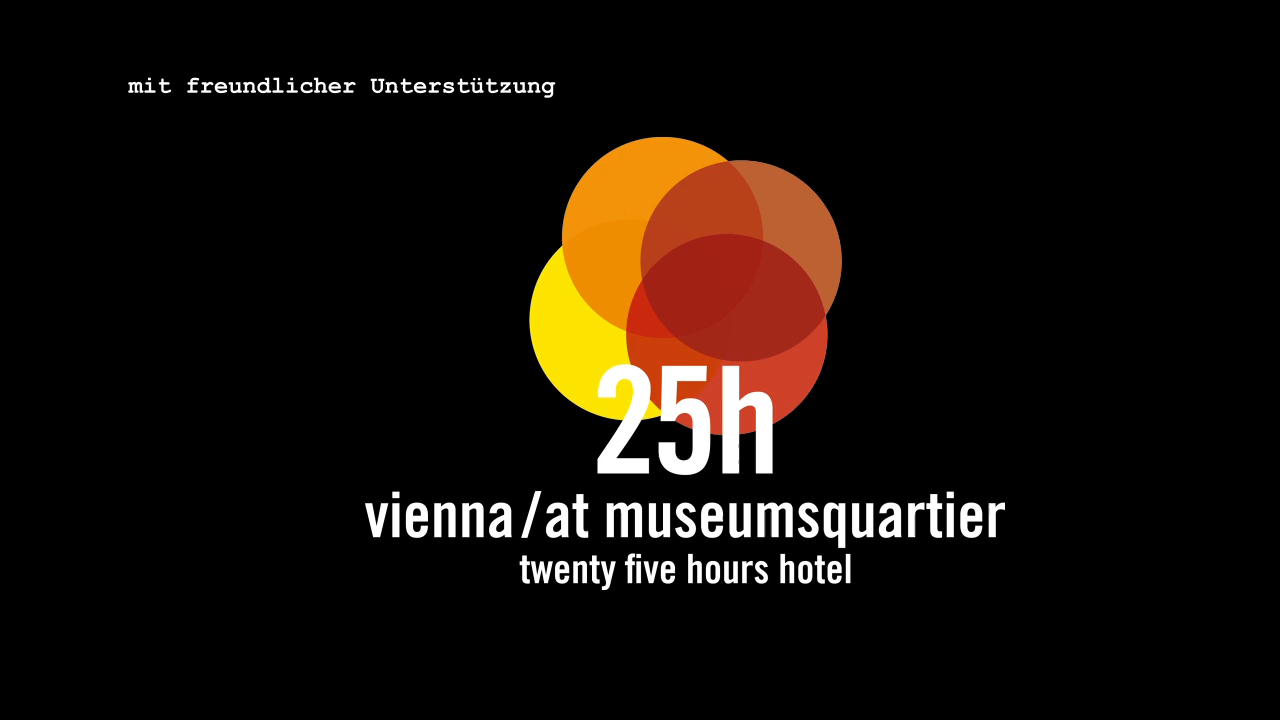 mit freundlicher Unterstützung
25h
vienna/at museumsquartier
twenty five hours hotel